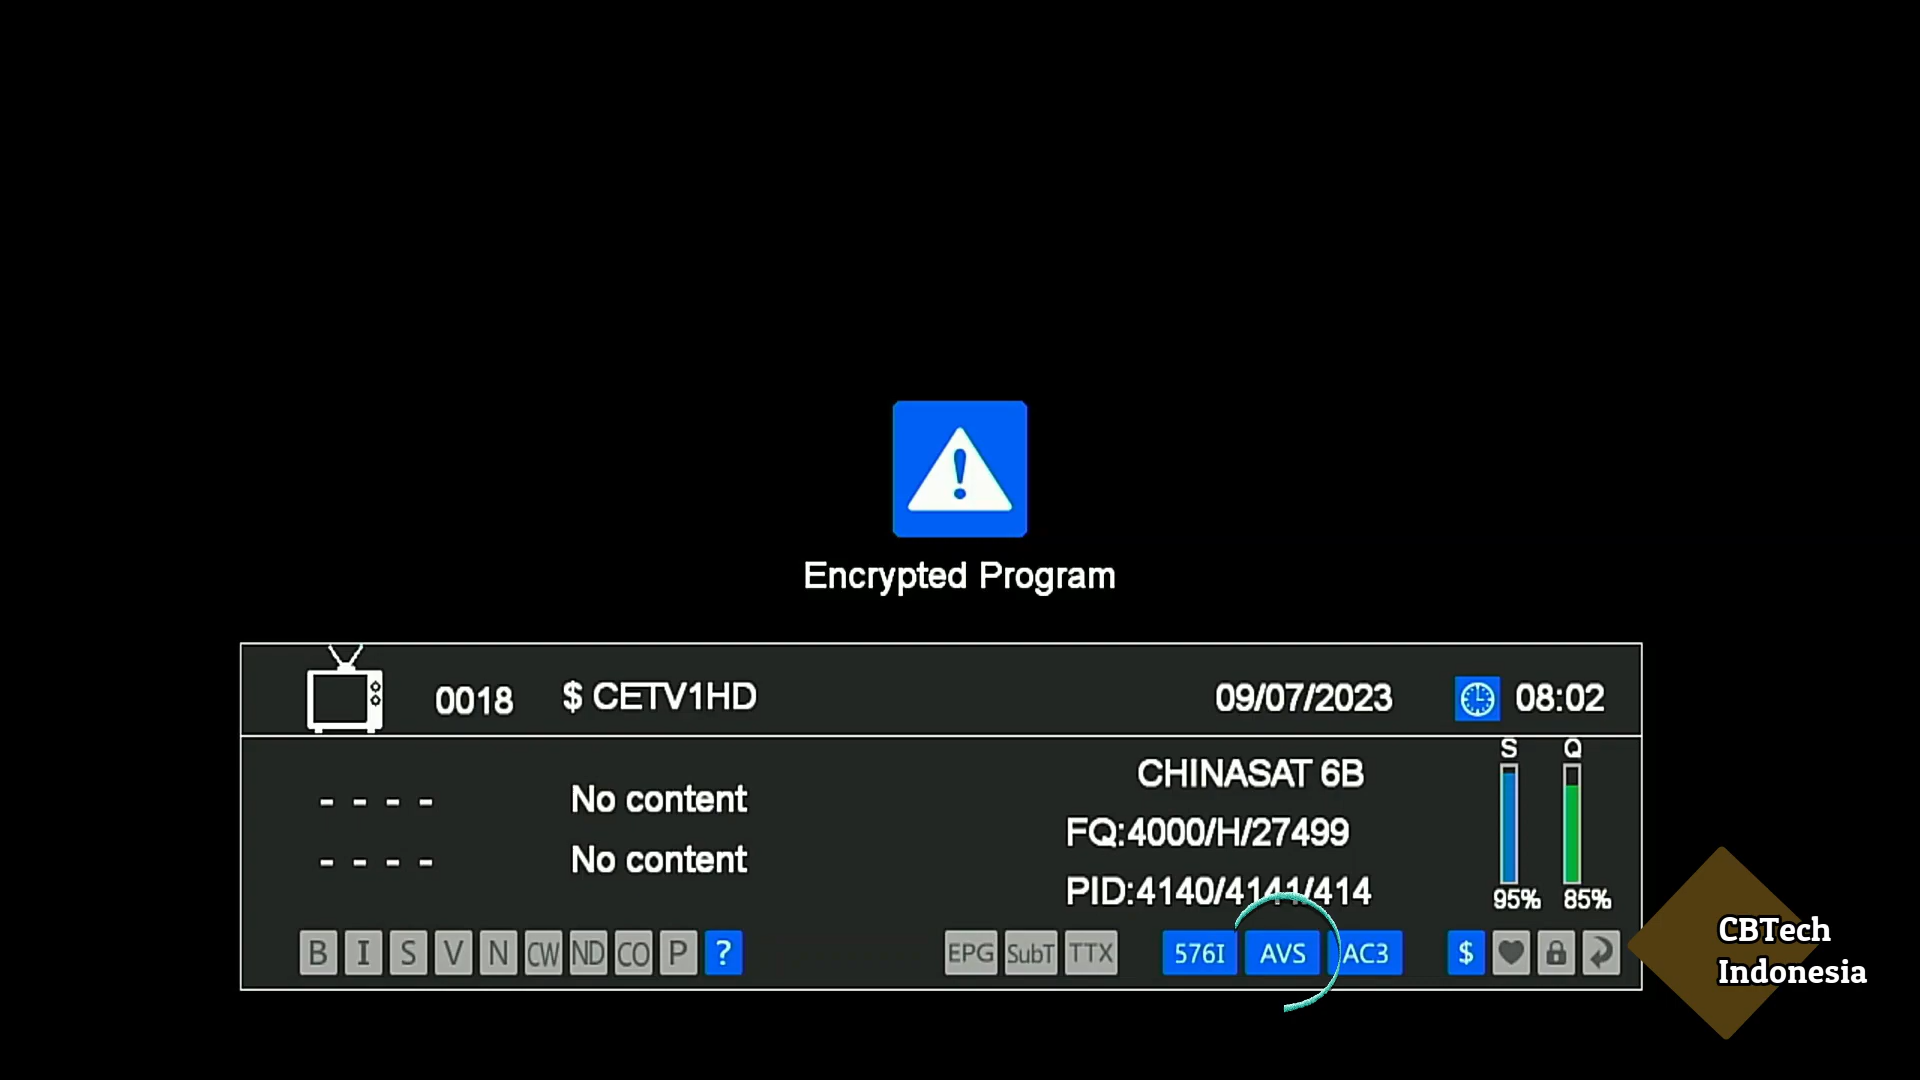 Encrypted Program
0018 $ CETV1HD 09/07/2023 08:02
S Q
CHINASAT 6B
- - - - No content
FQ:4000/H/27499
- - - - No content
PID:4140/4141/414
95% 85%
B I S V N CW ND CO P ? EPG SubT TTX 576I AVS AC3 $
CBTech
Indonesia